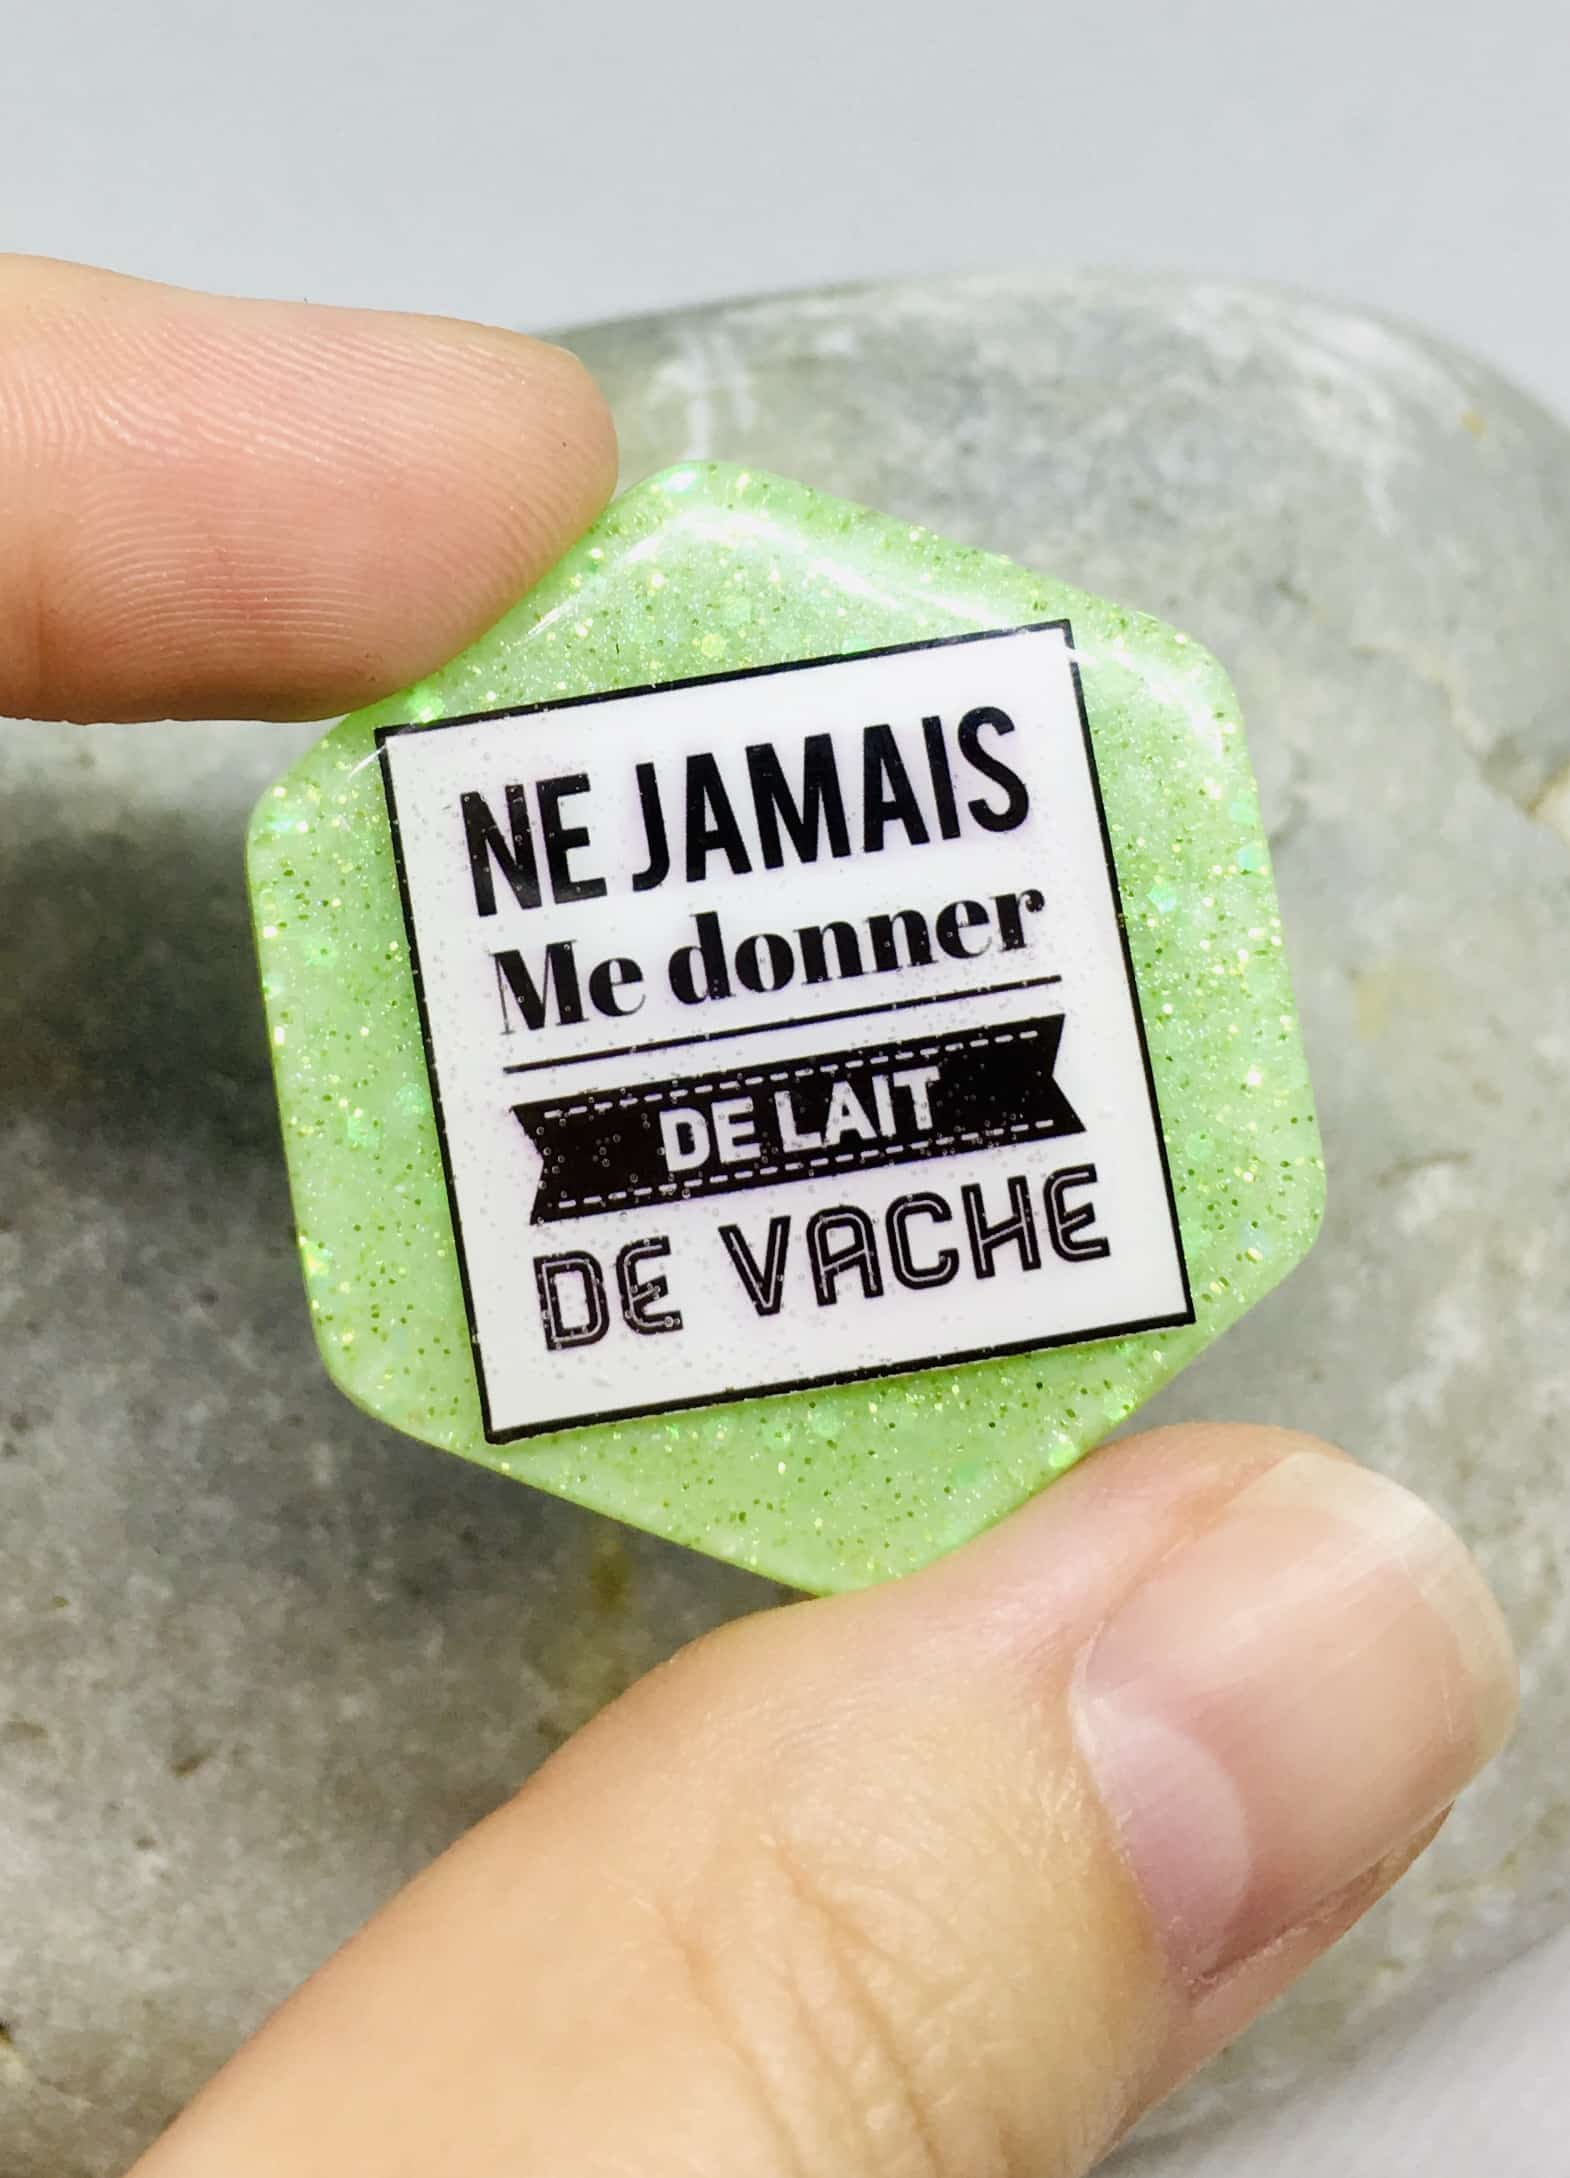 NE JAMAIS
Me donner
DE LAIT
DE VACHE